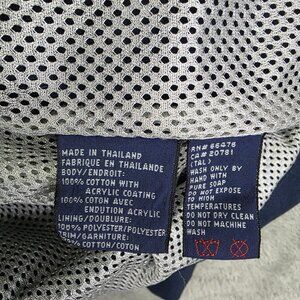 MADE IN THAILAND
FABRIQUE EN THAILANDE
BODY/ENDROIT:
100% COTTON WITH
ACRYLIC COATING
100% COTON AVEC
ENDUTION ACRYLIC
LINING/DOUBLURE:
100% POLYESTER/POLYESTER
TRIM/GARNITURE:
100% COTTON
RN# 66476
CA# 20781
(TAL)
WASH ONLY BY
HAND WITH
PURE SOAP
DO NOT EXPOSE
TO HIGH
TEMPERATURES
DO NOT DRY CLEAN
DO NOT MACHINE
WASH